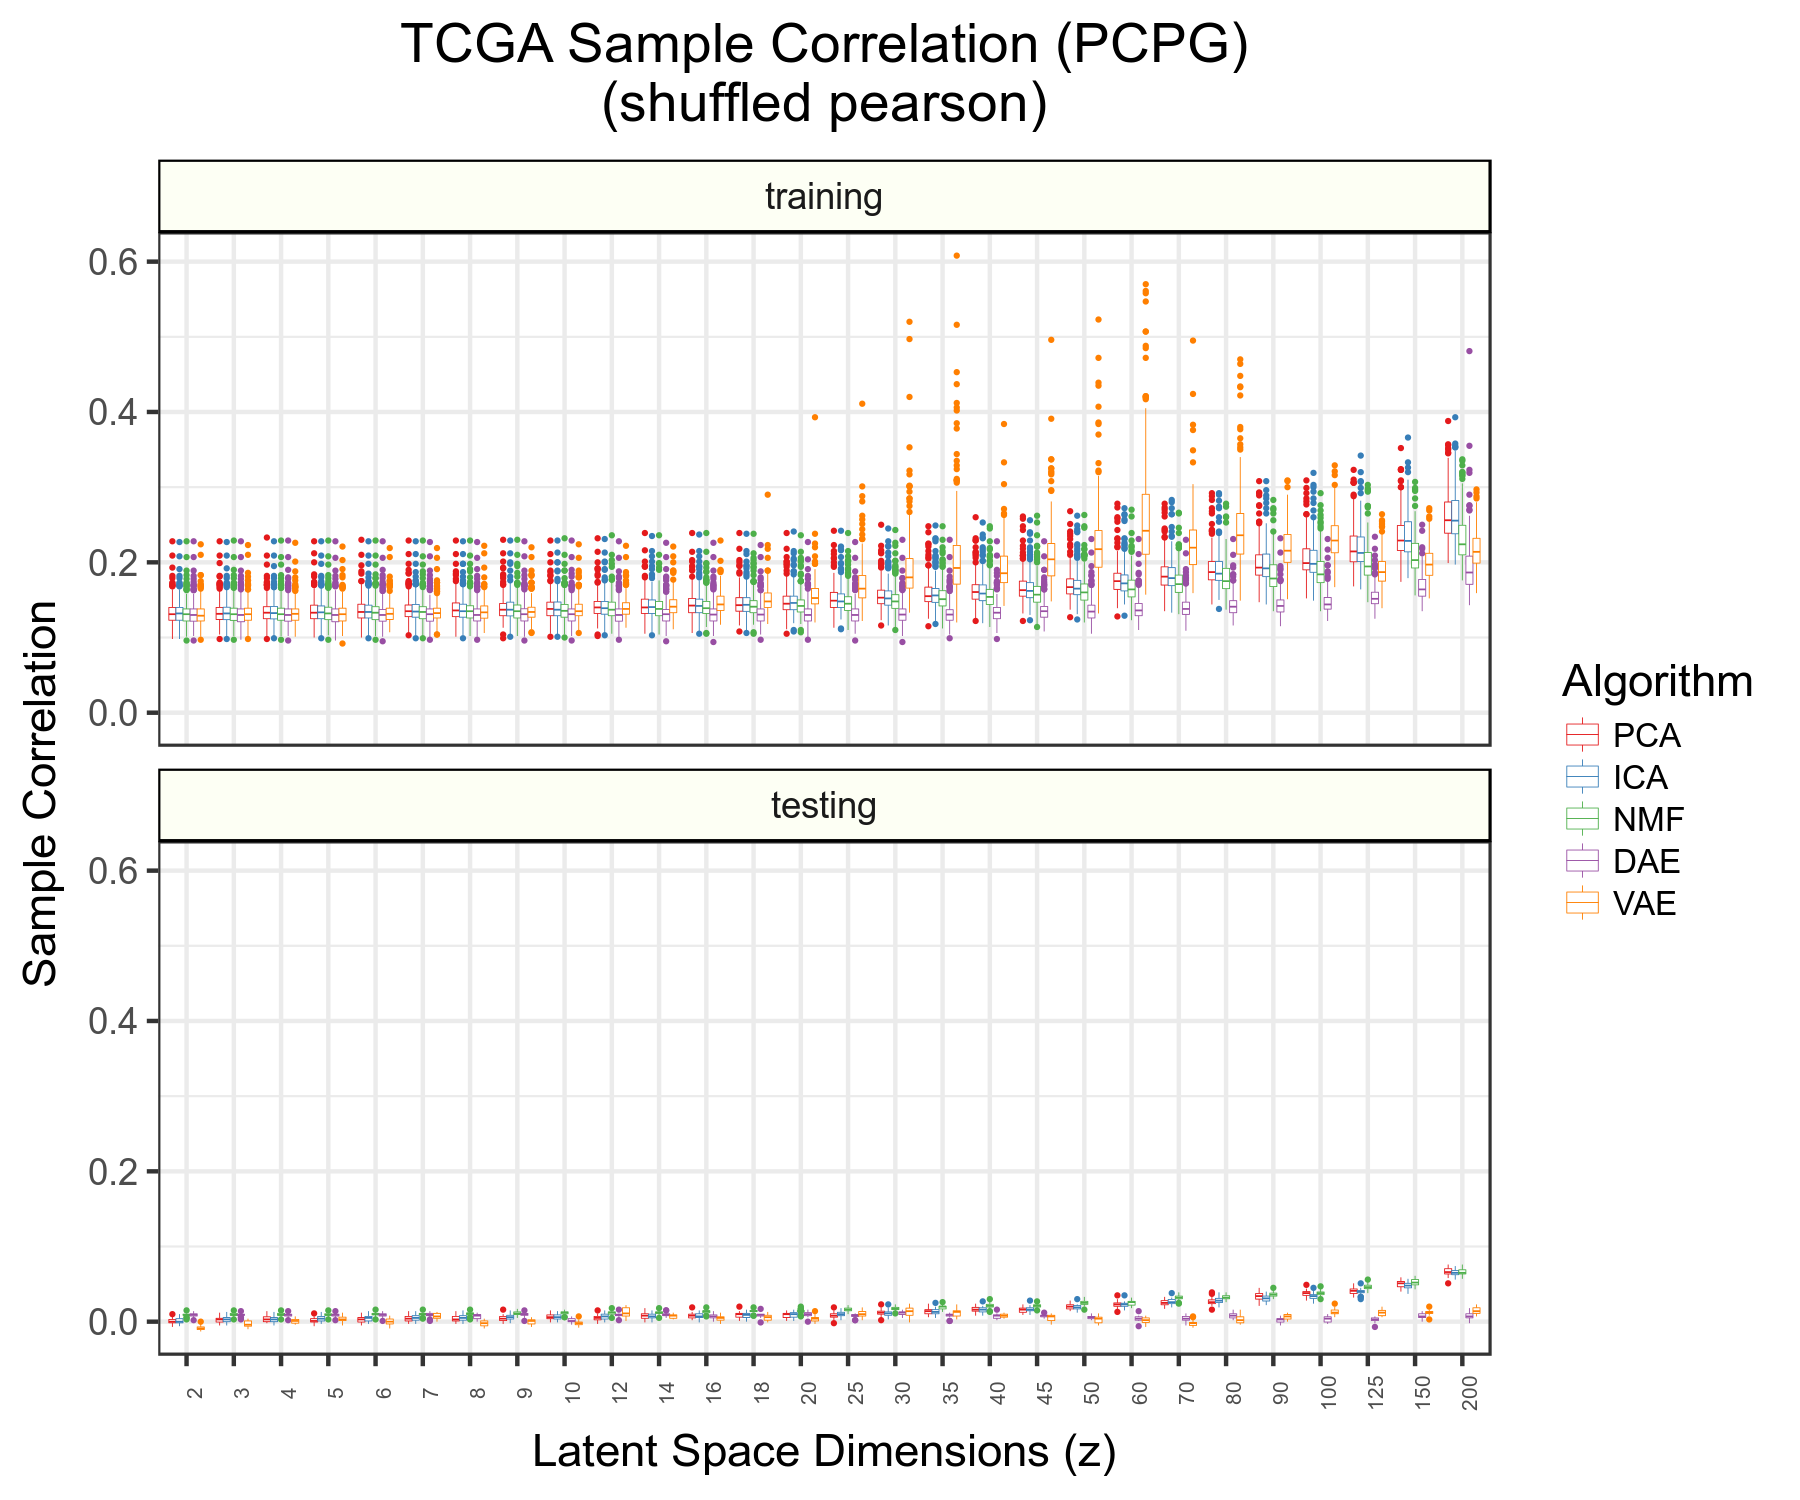 TCGA Sample Correlation (PCPG)
(shuffled pearson)
training
0.6
0.4
0.2
0.0
testing
0.6
0.4
0.2
0.0
Sample Correlation
2 3 4 5 6 7 8 9 10 12 14 16 18 20 25 30 35 40 45 50 60 70 80 90 100 125 150 200
Latent Space Dimensions (z)
Algorithm
PCA
ICA
NMF
DAE
VAE